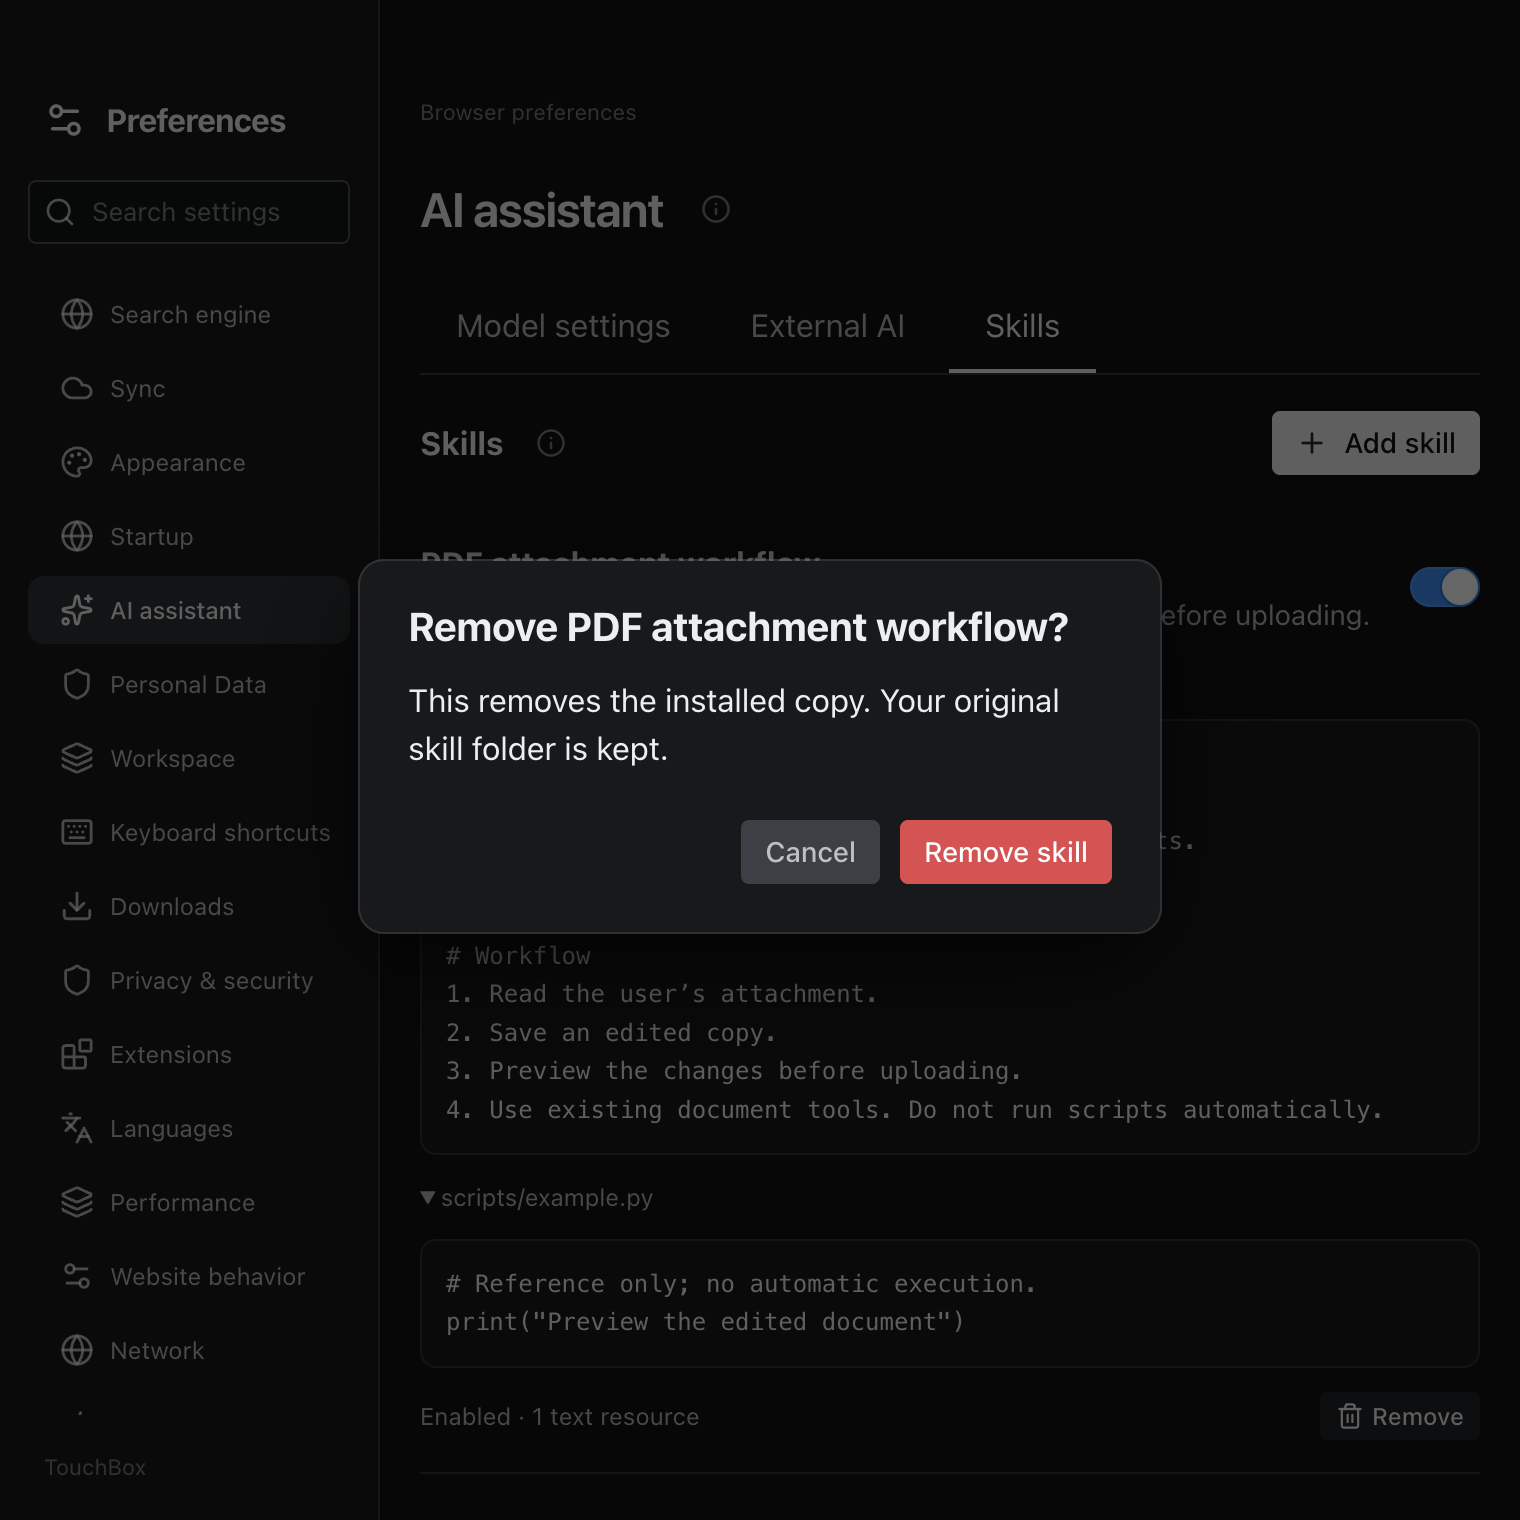 Preferences
Search settings
Search engine
Sync
Appearance
Startup
AI assistant
Personal Data
Workspace
Keyboard shortcuts
Downloads
Privacy & security
Extensions
Languages
Performance
Website behavior
Network
TouchBox
Browser preferences
AI assistant
Model settings
External AI
Skills
Skills
Add skill
PDF attachment workflow
efore uploading.
Remove PDF attachment workflow?
This removes the installed copy. Your original
skill folder is kept.
Cancel
Remove skill
ts.
# Workflow
1. Read the user’s attachment.
2. Save an edited copy.
3. Preview the changes before uploading.
4. Use existing document tools. Do not run scripts automatically.
scripts/example.py
# Reference only; no automatic execution.
print("Preview the edited document")
Enabled · 1 text resource
Remove